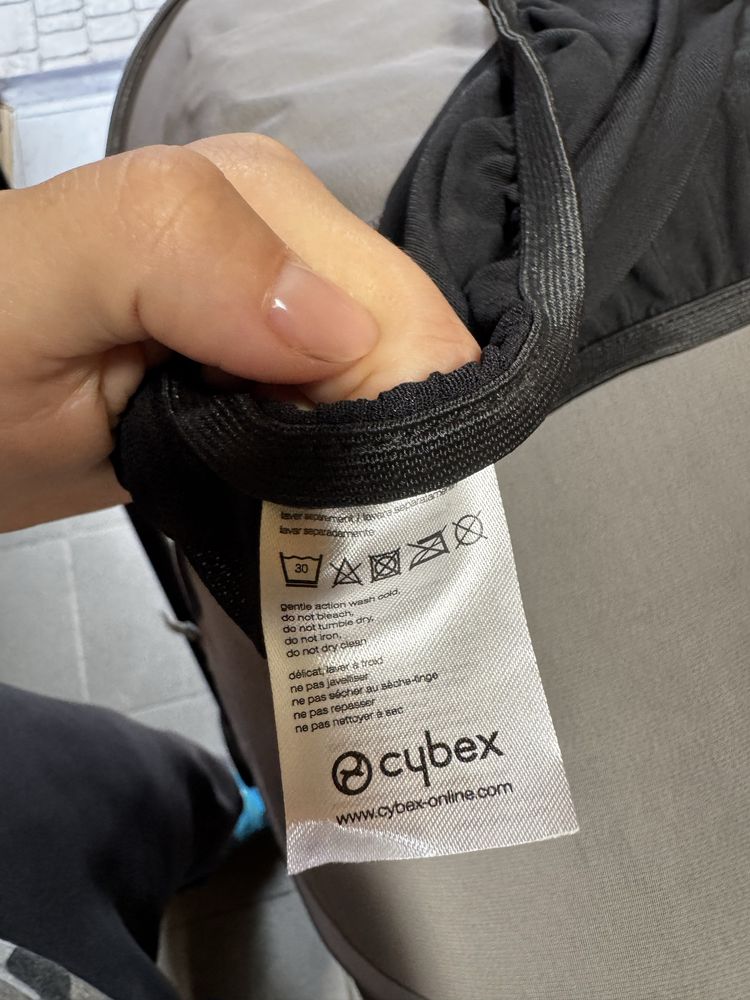 laver séparément / lavare separatamente
lavar separadamente
30
gentle action wash cold,
do not bleach,
do not tumble dry,
do not iron,
do not dry clean
délicat, laver à froid
ne pas javelliser
ne pas sécher au sèche-linge
ne pas repasser
ne pas nettoyer à sec
cybex
www.cybex-online.com